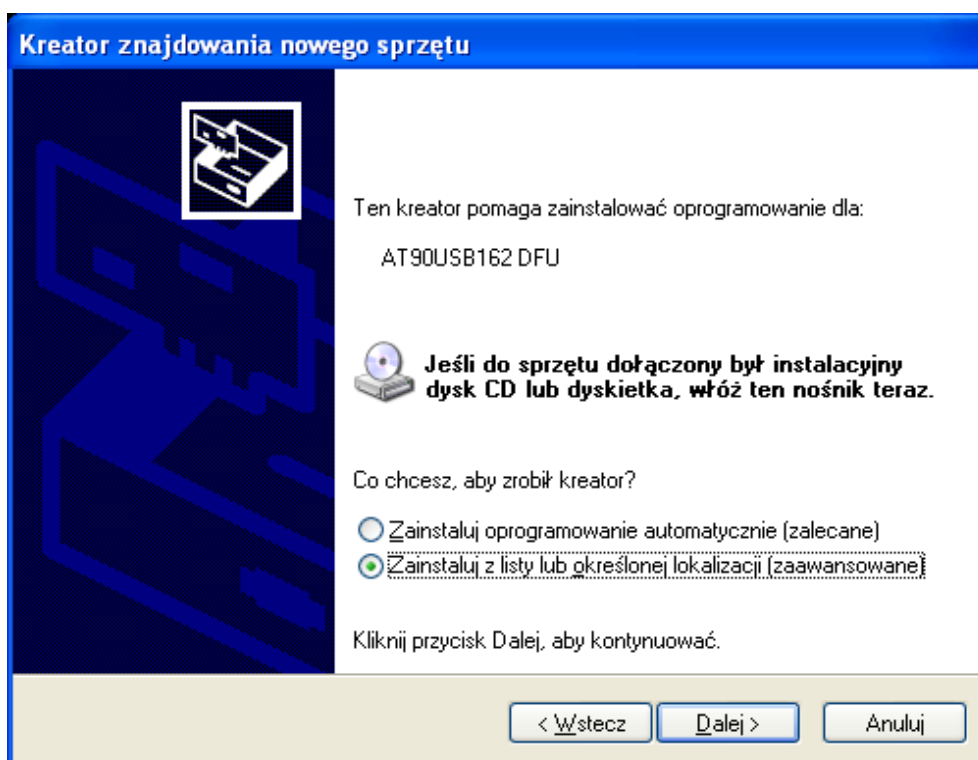 Kreator znajdowania nowego sprzętu
Ten kreator pomaga zainstalować oprogramowanie dla:
AT90USB162 DFU
Jeśli do sprzętu dołączony był instalacyjny
dysk CD lub dyskietka, włóż ten nośnik teraz.
Co chcesz, aby zrobił kreator?
Zainstaluj oprogramowanie automatycznie (zalecane)
Zainstaluj z listy lub określonej lokalizacji (zaawansowane)
Kliknij przycisk Dalej, aby kontynuować.
< Wstecz Dalej > Anuluj